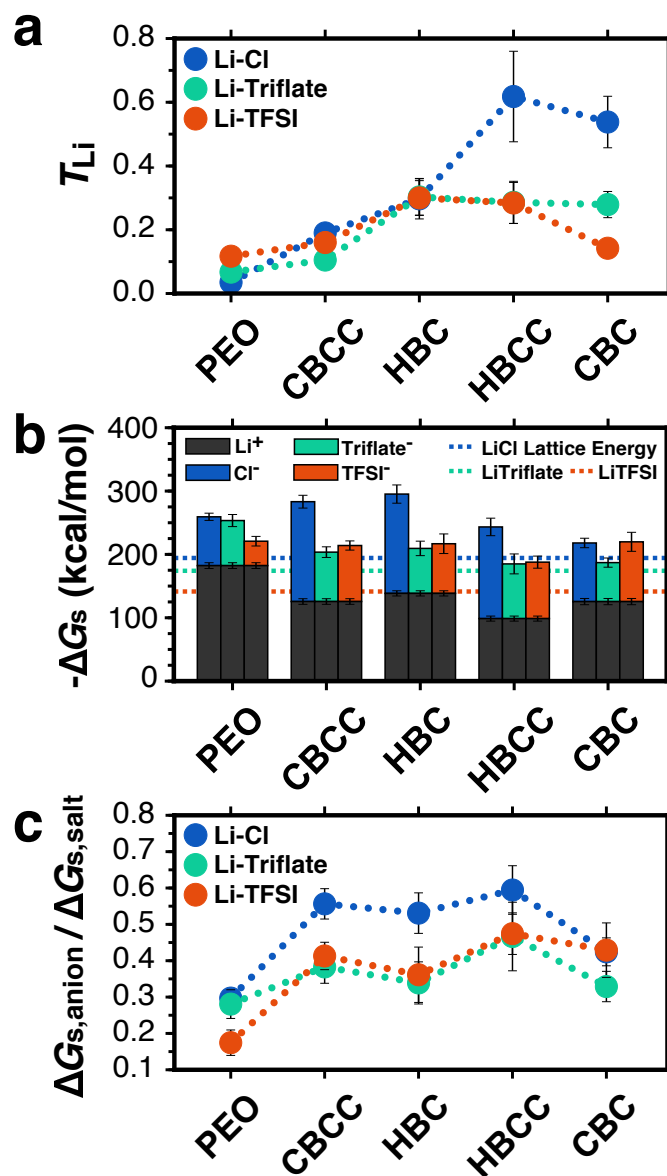 a
0.8
0.6
0.4
0.2
0.0
T Li
Li-Cl
Li-Triflate
Li-TFSI
PEO
CBCC
HBC
HBCC
CBC
b
400
300
200
100
0
-ΔGs (kcal/mol)
Li+
Triflate-
LiCl Lattice Energy
Cl-
TFSI-
LiTriflate
LiTFSI
PEO
CBCC
HBC
HBCC
CBC
c
0.8
0.7
0.6
0.5
0.4
0.3
0.2
0.1
ΔGs,anion / ΔGs,salt
Li-Cl
Li-Triflate
Li-TFSI
PEO
CBCC
HBC
HBCC
CBC